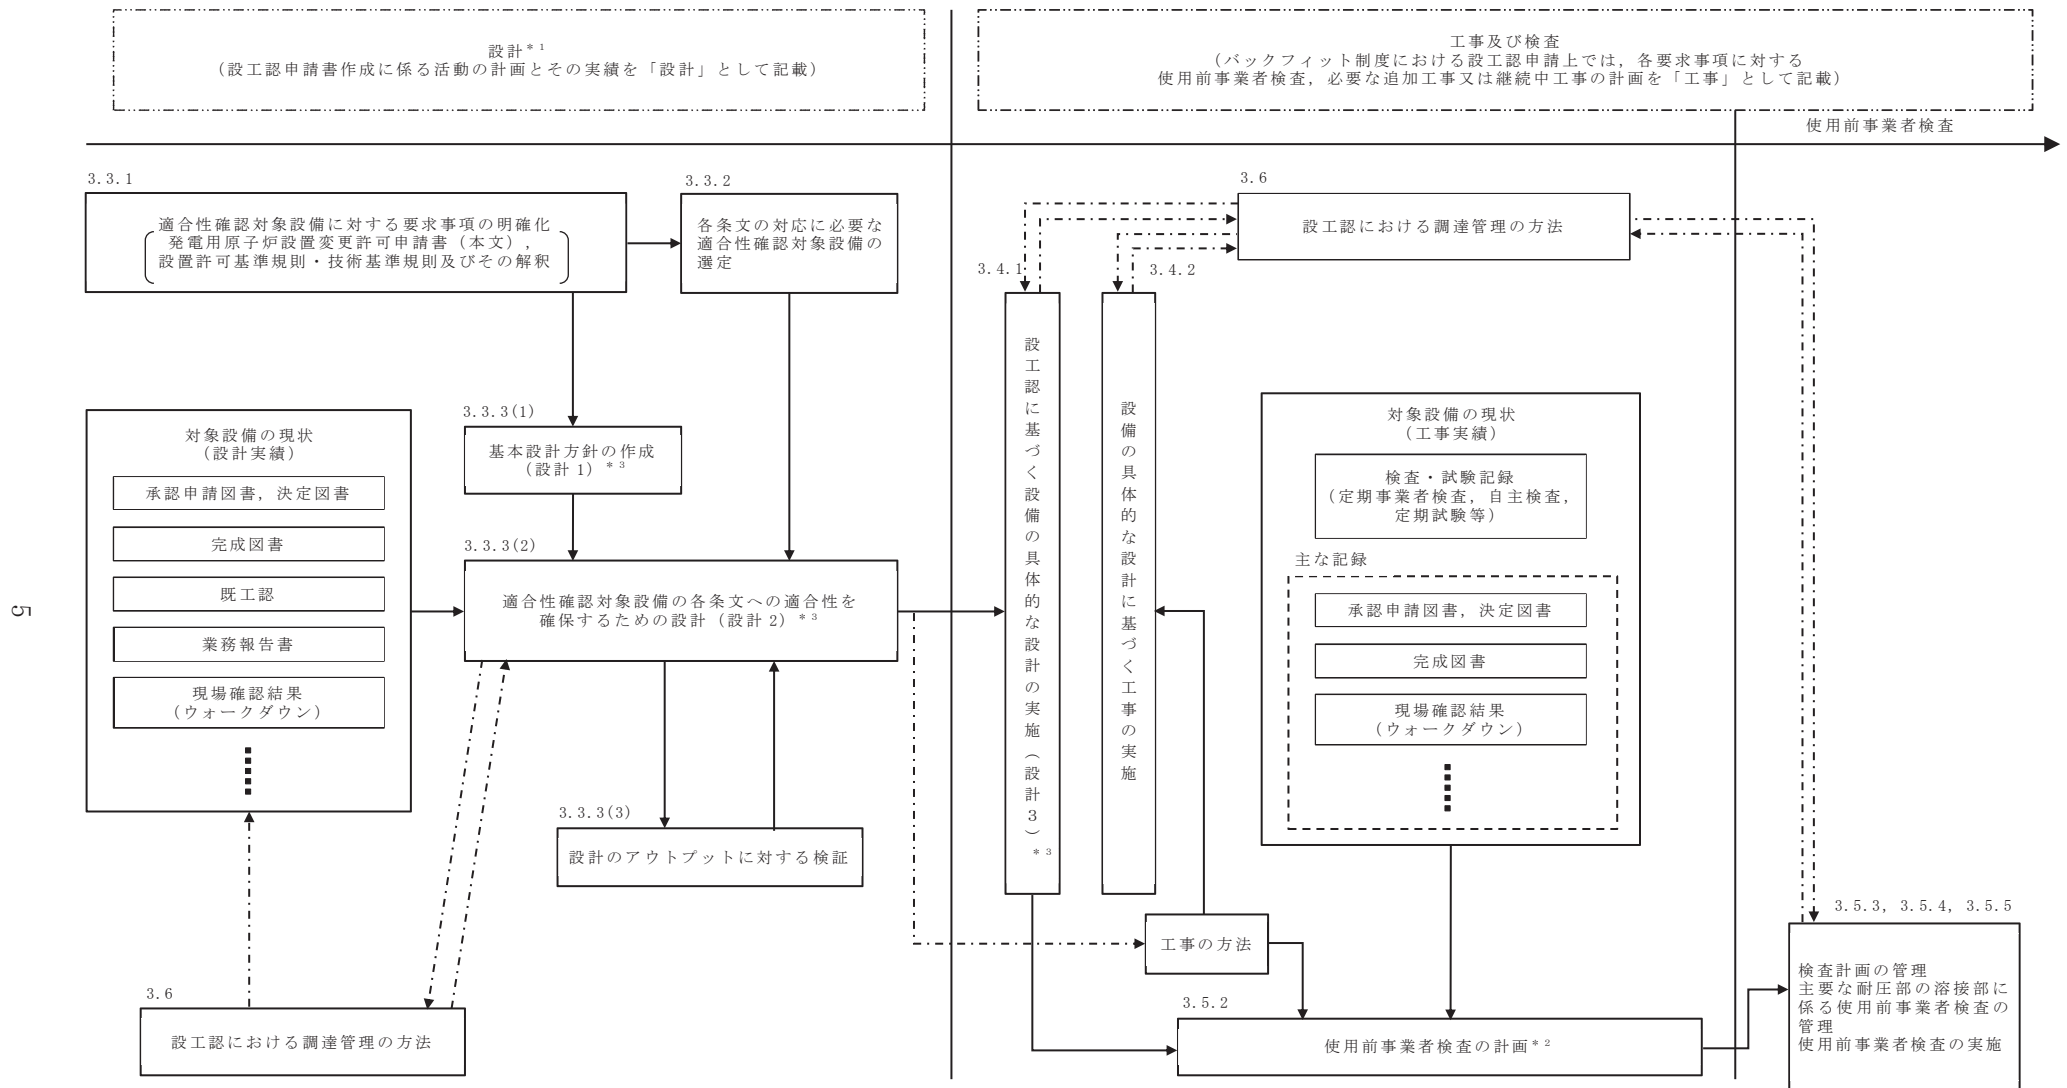 設計*1
(設工認申請書作成に係る活動の計画とその実績を「設計」として記載)
工事及び検査
(バックフィット制度における設工認申請上では,各要求事項に対する
使用前事業者検査,必要な追加工事又は継続中工事の計画を「工事」として記載)
使用前事業者検査
3.3.1
適合性確認対象設備に対する要求事項の明確化
発電用原子炉設置変更許可申請書(本文),
設置許可基準規則・技術基準規則及びその解釈
3.3.2
各条文の対応に必要な
適合性確認対象設備の
選定
3.6
設工認における調達管理の方法
3.4.1
設工認に基づく設備の具体的な設計の実施(設計3)*3
3.4.2
設備の具体的な設計に基づく工事の実施
対象設備の現状
(設計実績)
承認申請図書,決定図書
完成図書
既工認
業務報告書
現場確認結果
(ウォークダウン)
3.3.3(1)
基本設計方針の作成
(設計1)*3
3.3.3(2)
適合性確認対象設備の各条文への適合性を
確保するための設計(設計2)*3
3.3.3(3)
設計のアウトプットに対する検証
3.6
設工認における調達管理の方法
対象設備の現状
(工事実績)
検査・試験記録
(定期事業者検査,自主検査,
定期試験等)
主な記録
承認申請図書,決定図書
完成図書
現場確認結果
(ウォークダウン)
工事の方法
3.5.2
使用前事業者検査の計画*2
3.5.3, 3.5.4, 3.5.5
検査計画の管理
主要な耐圧部の溶接部に
係る使用前事業者検査の
管理
使用前事業者検査の実施
5